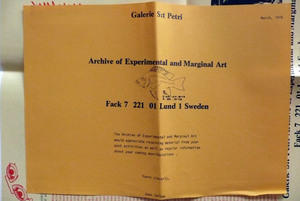 Galerie S:t Petri
March, 1978
Archive of Experimental and Marginal Art
Fack 7 221 01 Lund 1 Sweden
The Archive of Experimental and Marginal Art
would appreciate receiving material from your
past activities as well as regular information
about your coming manifestations